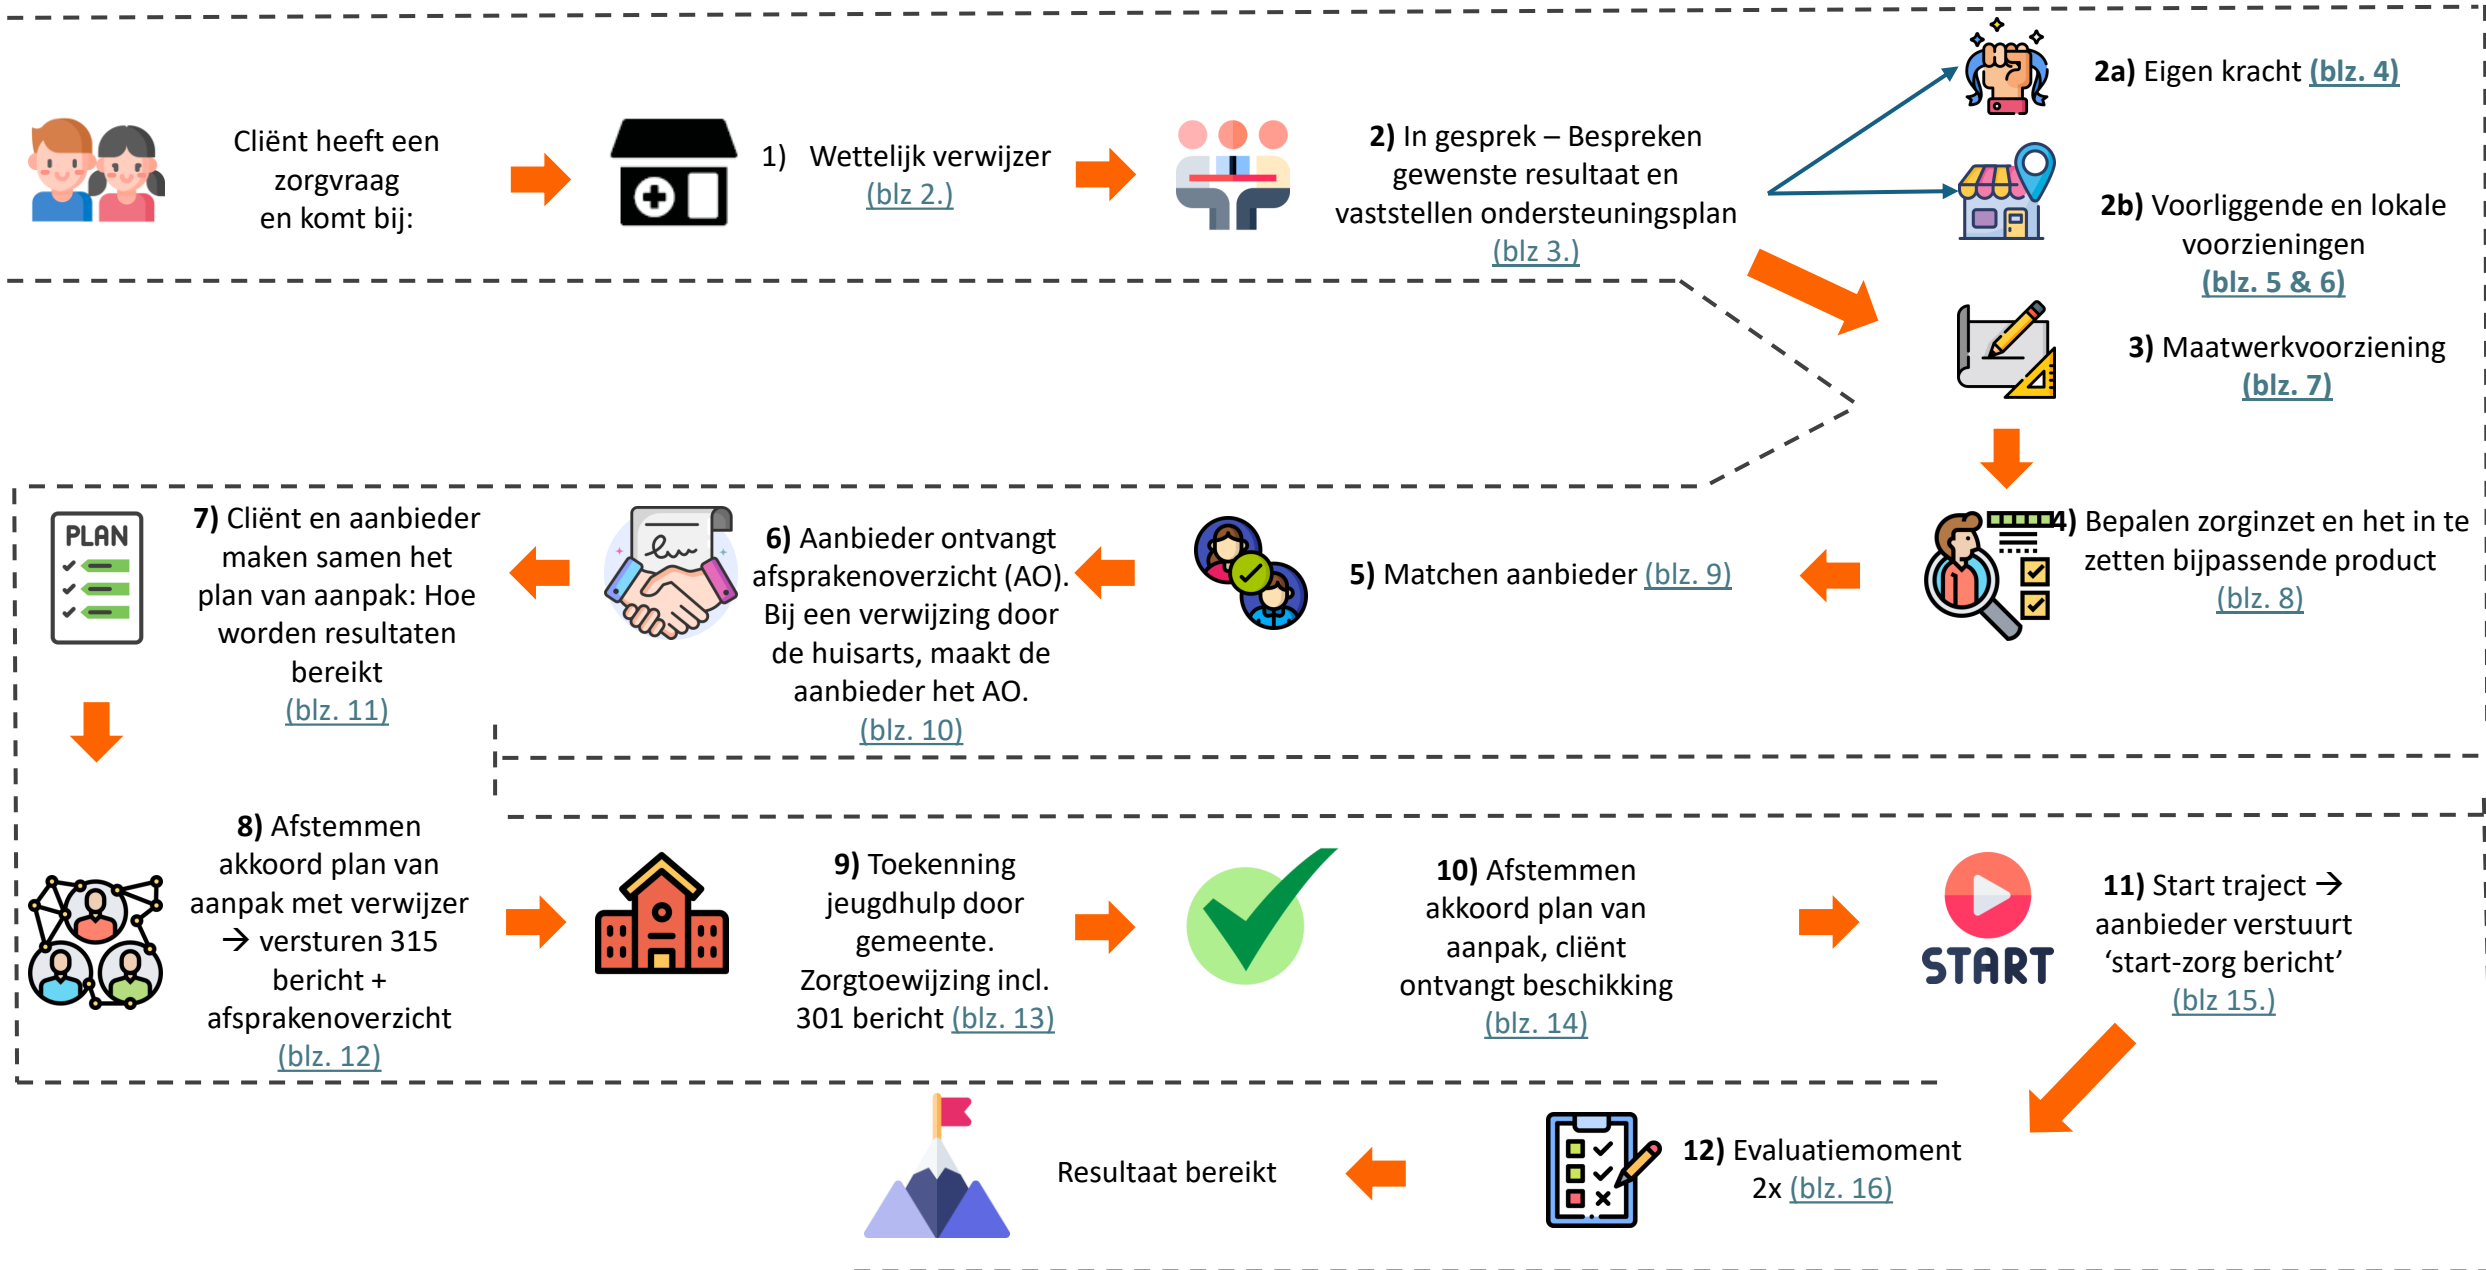 Cliënt heeft een
zorgvraag
en komt bij:
1) Wettelijk verwijzer
(blz 2.)
2) In gesprek – Bespreken
gewenste resultaat en
vaststellen ondersteuningsplan
(blz 3.)
2a) Eigen kracht (blz. 4)
2b) Voorliggende en lokale
voorzieningen
(blz. 5 & 6)
3) Maatwerkvoorziening
(blz. 7)
4) Bepalen zorginzet en het in te
zetten bijpassende product
(blz. 8)
5) Matchen aanbieder (blz. 9)
6) Aanbieder ontvangt
afsprakenoverzicht (AO).
Bij een verwijzing door
de huisarts, maakt de
aanbieder het AO.
(blz. 10)
PLAN
7) Cliënt en aanbieder
maken samen het
plan van aanpak: Hoe
worden resultaten
bereikt
(blz. 11)
8) Afstemmen
akkoord plan van
aanpak met verwijzer
→ versturen 315
bericht +
afsprakenoverzicht
(blz. 12)
9) Toekenning
jeugdhulp door
gemeente.
Zorgtoewijzing incl.
301 bericht (blz. 13)
10) Afstemmen
akkoord plan van
aanpak, cliënt
ontvangt beschikking
(blz. 14)
START
11) Start traject →
aanbieder verstuurt
‘start-zorg bericht’
(blz 15.)
12) Evaluatiemoment
2x (blz. 16)
Resultaat bereikt